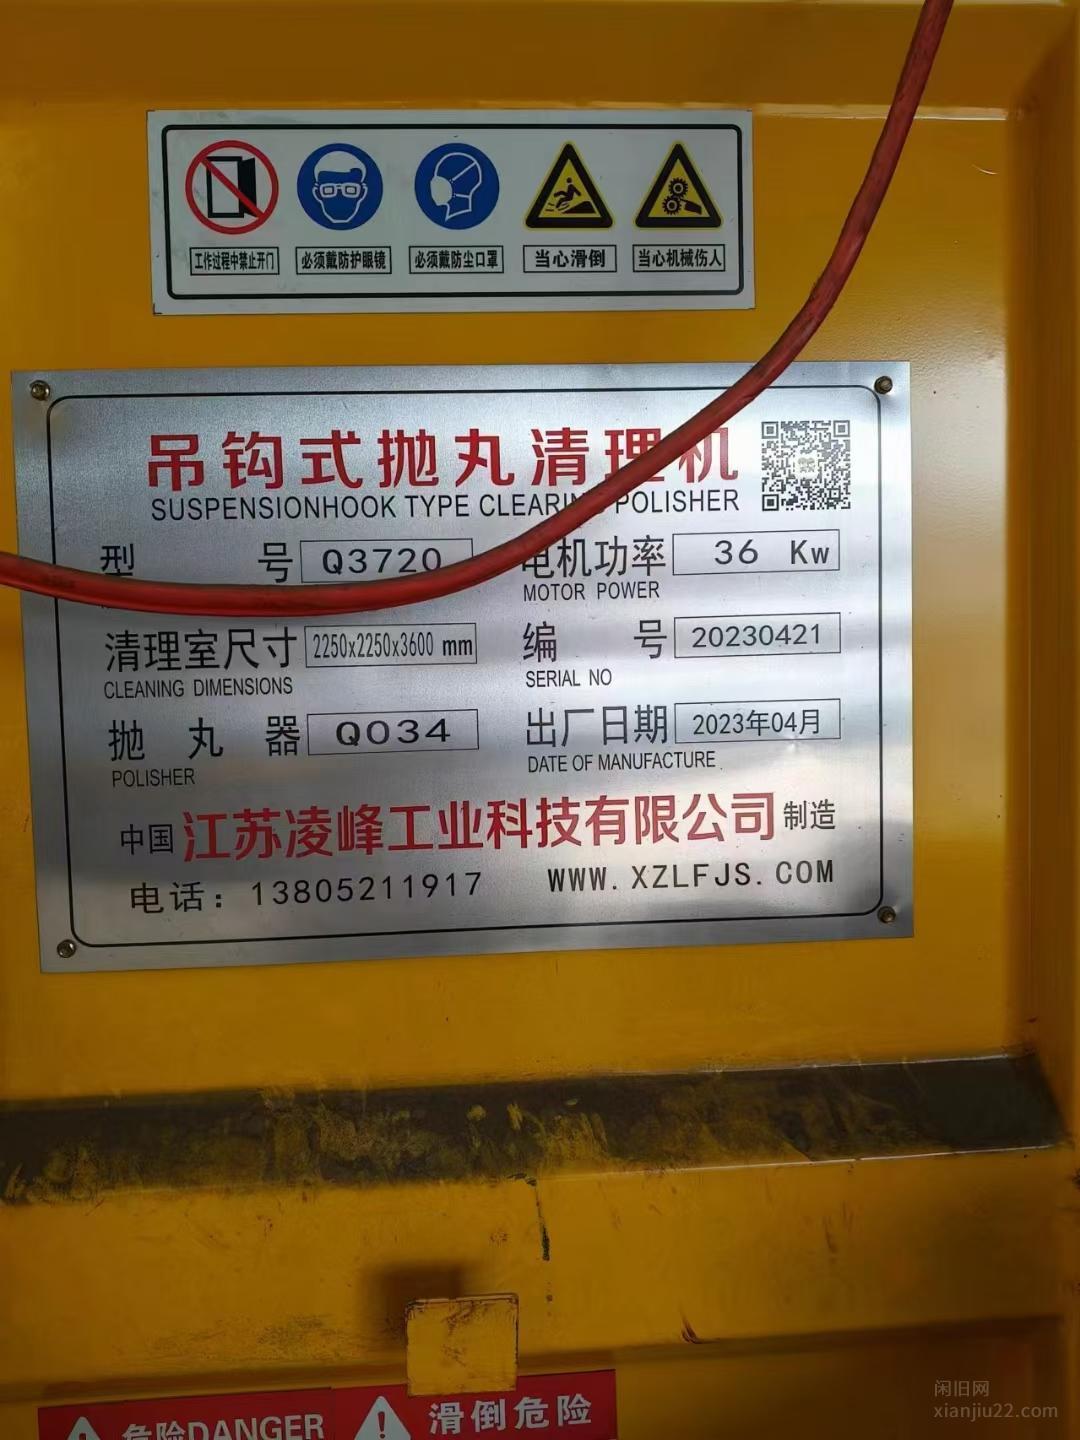 工作过程中禁止开门 必须戴防护眼镜 必须戴防尘口罩 当心滑倒 当心机械伤人
吊钩式抛丸清理机
SUSPENSIONHOOK TYPE CLEARIN POLISHER
型 号 Q3720 电机功率 36 Kw
MOTOR POWER
清理室尺寸 2250x2250x3600 mm 编 号 20230421
CLEANING DIMENSIONS SERIAL NO
抛丸器 Q034 出厂日期 2023年04月
POLISHER DATE OF MANUFACTURE
中国 江苏凌峰工业科技有限公司 制造
电话: 13805211917 WWW.XZLFJS.COM
危险DANGER 滑倒危险
闲旧网
xianjiu22.com